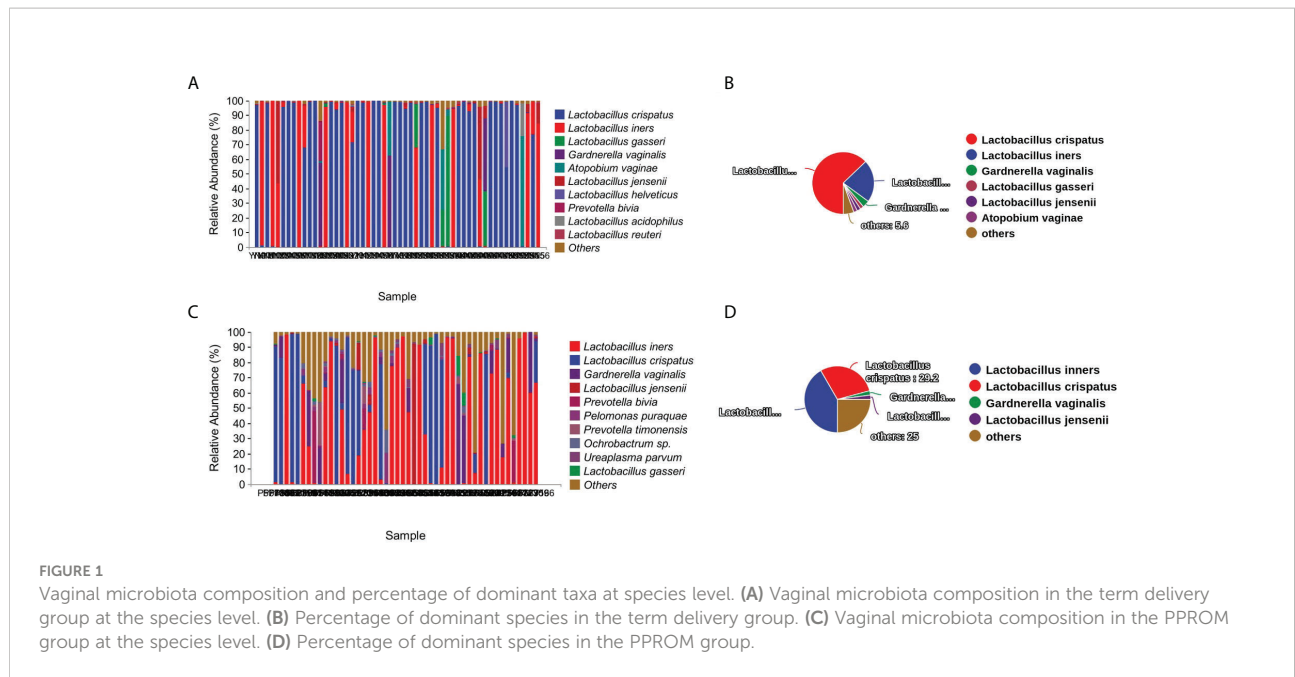 A
Relative Abundance (%)
100
90
80
70
60
50
40
30
20
10
0
Sample
Lactobacillus crispatus
Lactobacillus iners
Lactobacillus gasseri
Gardnerella vaginalis
Atopobium vaginae
Lactobacillus jensenii
Lactobacillus helveticus
Prevotella bivia
Lactobacillus acidophilus
Lactobacillus reuteri
Others
B
Lactobacillu...
Lactobacill...
Gardnerella ...
others: 5.6
Lactobacillus crispatus
Lactobacillus iners
Gardnerella vaginalis
Lactobacillus gasseri
Lactobacillus jensenii
Atopobium vaginae
others
C
Relative Abundance (%)
100
90
80
70
60
50
40
30
20
10
0
Sample
Lactobacillus iners
Lactobacillus crispatus
Gardnerella vaginalis
Lactobacillus jensenii
Prevotella bivia
Pelomonas puraquae
Prevotella timonensis
Ochrobactrum sp.
Ureaplasma parvum
Lactobacillus gasseri
Others
D
Lactobacillus
crispatus : 29.2
Gardnerella...
Lactobacill...
Lactobacill...
others: 25
Lactobacillus inners
Lactobacillus crispatus
Gardnerella vaginalis
Lactobacillus jensenii
others
FIGURE 1
Vaginal microbiota composition and percentage of dominant taxa at species level. (A) Vaginal microbiota composition in the term delivery
group at the species level. (B) Percentage of dominant species in the term delivery group. (C) Vaginal microbiota composition in the PPROM
group at the species level. (D) Percentage of dominant species in the PPROM group.